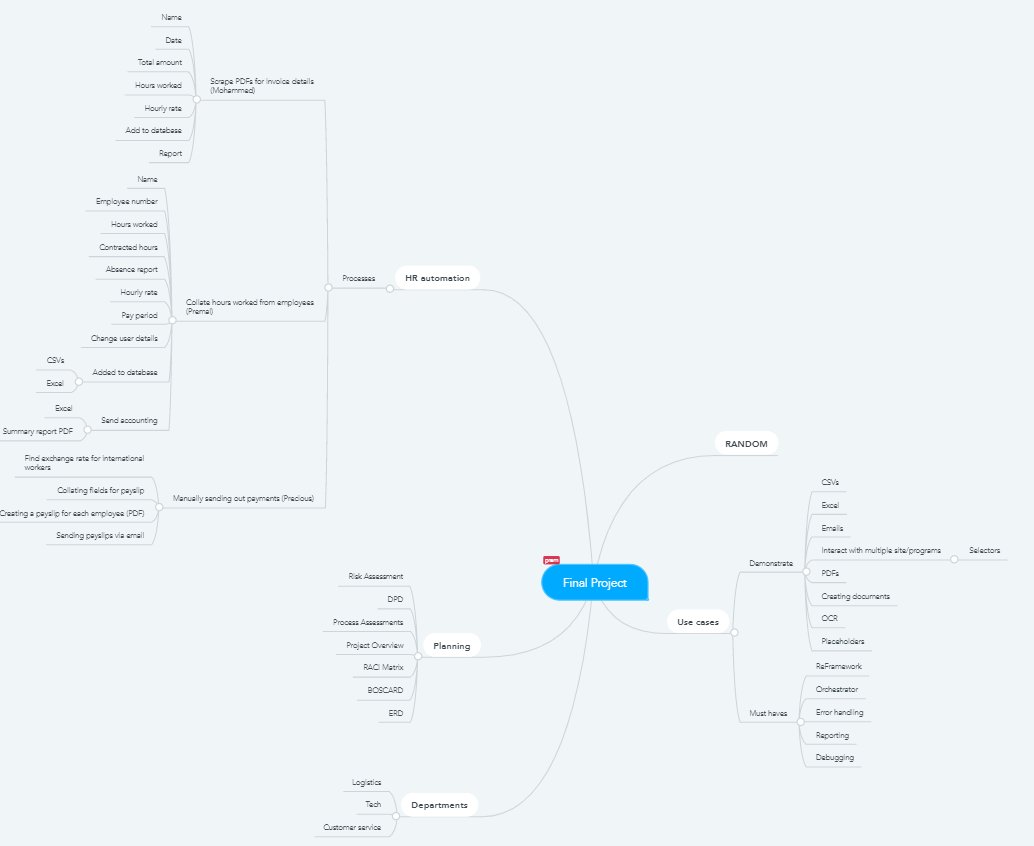 Name
Date
Total amount
Hours worked
Hourly rate
Add to database
Report
Scrape PDFs for invoice details
(Mohammed)
Name
Employee number
Hours worked
Contracted hours
Absence report
Hourly rate
Pay period
Change user details
CSVs
Excel
Added to database
Excel
Summary report PDF
Send accounting
Collate hours worked from employees
(Premal)
Find exchange rate for international
workers
Collating fields for payslip
Creating a payslip for each employee (PDF)
Sending payslips via email
Manually sending out payments (Precious)
Processes
HR automation
Risk Assessment
DPD
Process Assessments
Project Overview
RACI Matrix
BOSCARD
ERD
Planning
Logistics
Tech
Customer service
Departments
prem
Final Project
RANDOM
Use cases
Demonstrate
CSVs
Excel
Emails
Interact with multiple site/programs
Selectors
PDFs
Creating documents
OCR
Placeholders
Must haves
ReFramework
Orchestrator
Error handling
Reporting
Debugging